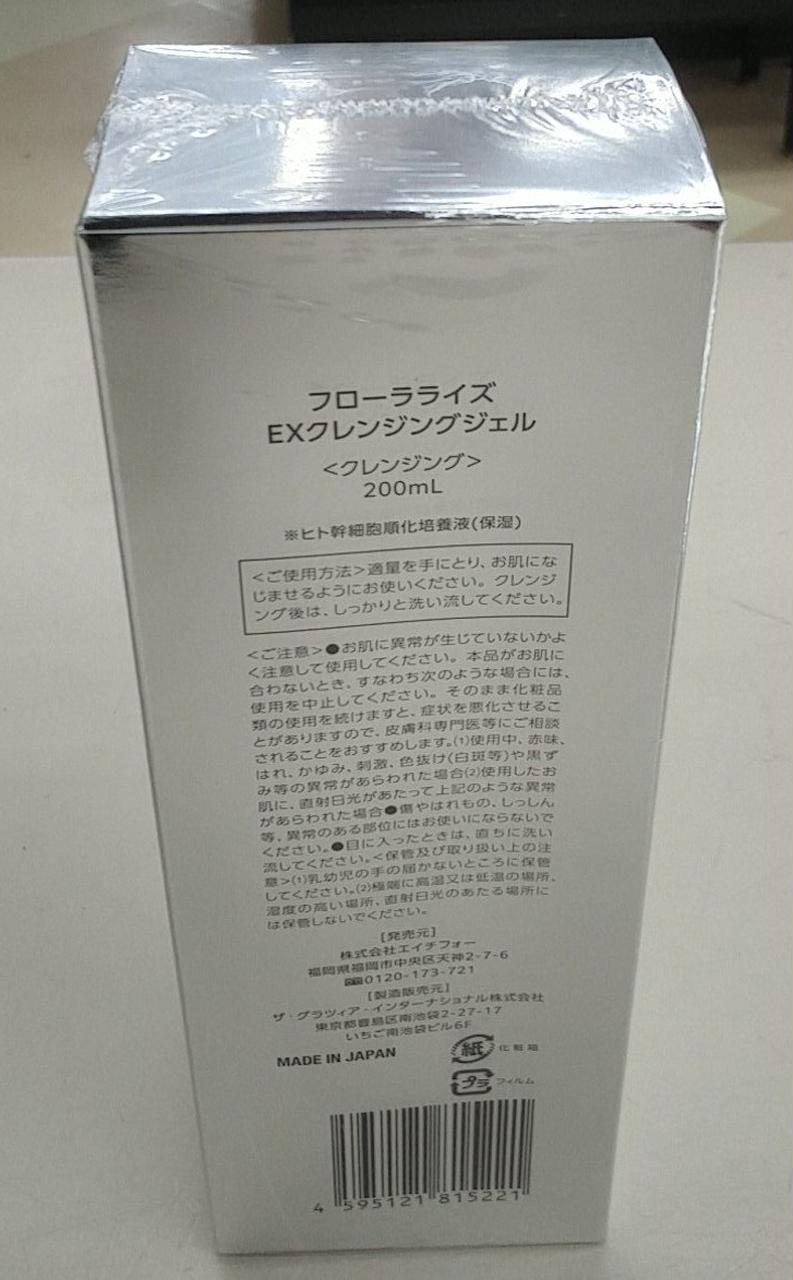 フローラライズ
EXクレンジングジェル
<クレンジング>
200mL
※ヒト幹細胞順化培養液(保湿)
<ご使用方法>適量を手にとり、お肌にな
じませるようにお使いください。クレンジ
ング後は、しっかりと洗い流してください。
<ご注意>●お肌に異常が生じていないかよ
く注意して使用してください。本品がお肌に
合わないとき、すなわち次のような場合には、
使用を中止してください。そのまま化粧品
類の使用を続けますと、症状を悪化させるこ
とがありますので、皮膚科専門医等にご相談
されることをおすすめします。(1)使用中、赤味、
はれ、かゆみ、刺激、色抜け(白斑等)や黒ず
み等の異常があらわれた場合(2)使用したお
肌に、直射日光があたって上記のような異常
があらわれた場合●傷やはれもの、しっしん
等、異常のある部位にはお使いにならないで
ください。●目に入ったときは、直ちに洗い
流してください。<保管及び取り扱い上の注
意>(1)乳幼児の手の届かないところに保管
してください。(2)極端に高温又は低温の場所、
湿度の高い場所、直射日光のあたる場所に
は保管しないでください。
[発売元]
株式会社エイチフォー
福岡県福岡市中央区天神2-7-6
0120-173-721
[製造販売元]
ザ・グラツィア・インターナショナル株式会社
東京都豊島区南池袋2-27-17
いちご南池袋ビル6F
MADE IN JAPAN
紙 化粧箱
プラ フィルム
4 595121 815221